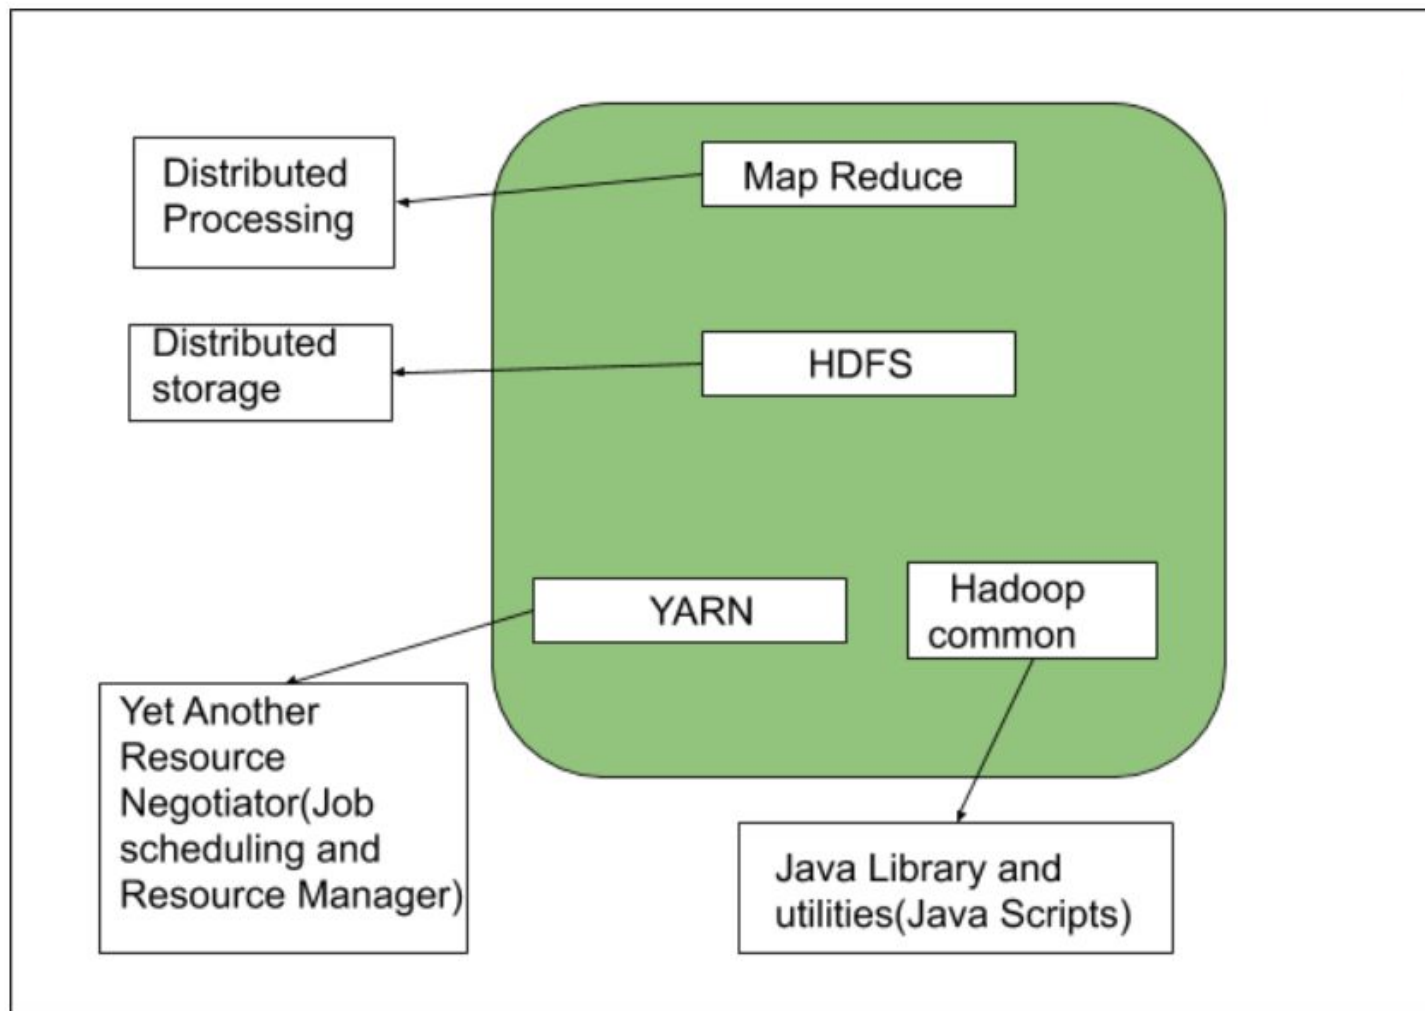 Distributed
Processing
Map Reduce
Distributed
storage
HDFS
YARN
Hadoop
common
Yet Another
Resource
Negotiator(Job
scheduling and
Resource Manager)
Java Library and
utilities(Java Scripts)